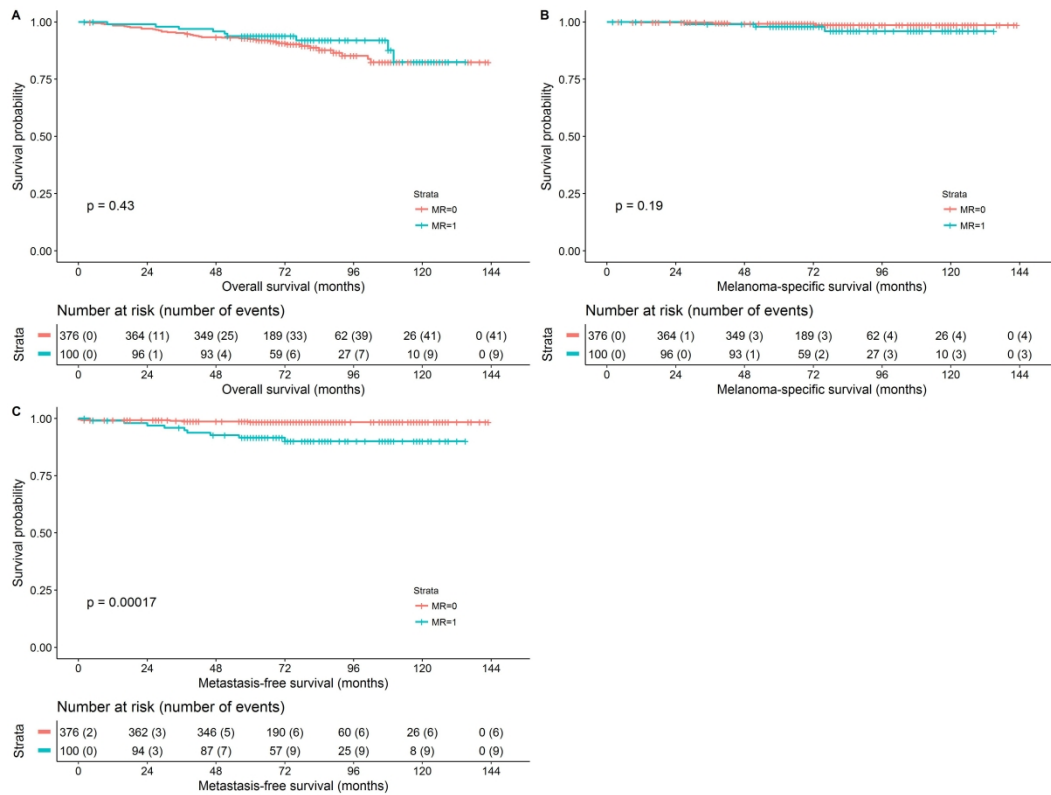 A
1.00
0.75
0.50
0.25
0.00
Survival probability
p = 0.43
Strata
MR=0
MR=1
0 24 48 72 96 120 144
Overall survival (months)
Number at risk (number of events)
Strata
376 (0) 364 (11) 349 (25) 189 (33) 62 (39) 26 (41) 0 (41)
100 (0) 96 (1) 93 (4) 59 (6) 27 (7) 10 (9) 0 (9)
0 24 48 72 96 120 144
Overall survival (months)
B
1.00
0.75
0.50
0.25
0.00
Survival probability
p = 0.19
Strata
MR=0
MR=1
0 24 48 72 96 120 144
Melanoma-specific survival (months)
Number at risk (number of events)
Strata
376 (0) 364 (1) 349 (3) 189 (3) 62 (4) 26 (4) 0 (4)
100 (0) 96 (0) 93 (1) 59 (2) 27 (3) 10 (3) 0 (3)
0 24 48 72 96 120 144
Melanoma-specific survival (months)
C
1.00
0.75
0.50
0.25
0.00
Survival probability
p = 0.00017
Strata
MR=0
MR=1
0 24 48 72 96 120 144
Metastasis-free survival (months)
Number at risk (number of events)
Strata
376 (2) 362 (3) 346 (5) 190 (6) 60 (6) 26 (6) 0 (6)
100 (0) 94 (3) 87 (7) 57 (9) 25 (9) 8 (9) 0 (9)
0 24 48 72 96 120 144
Metastasis-free survival (months)